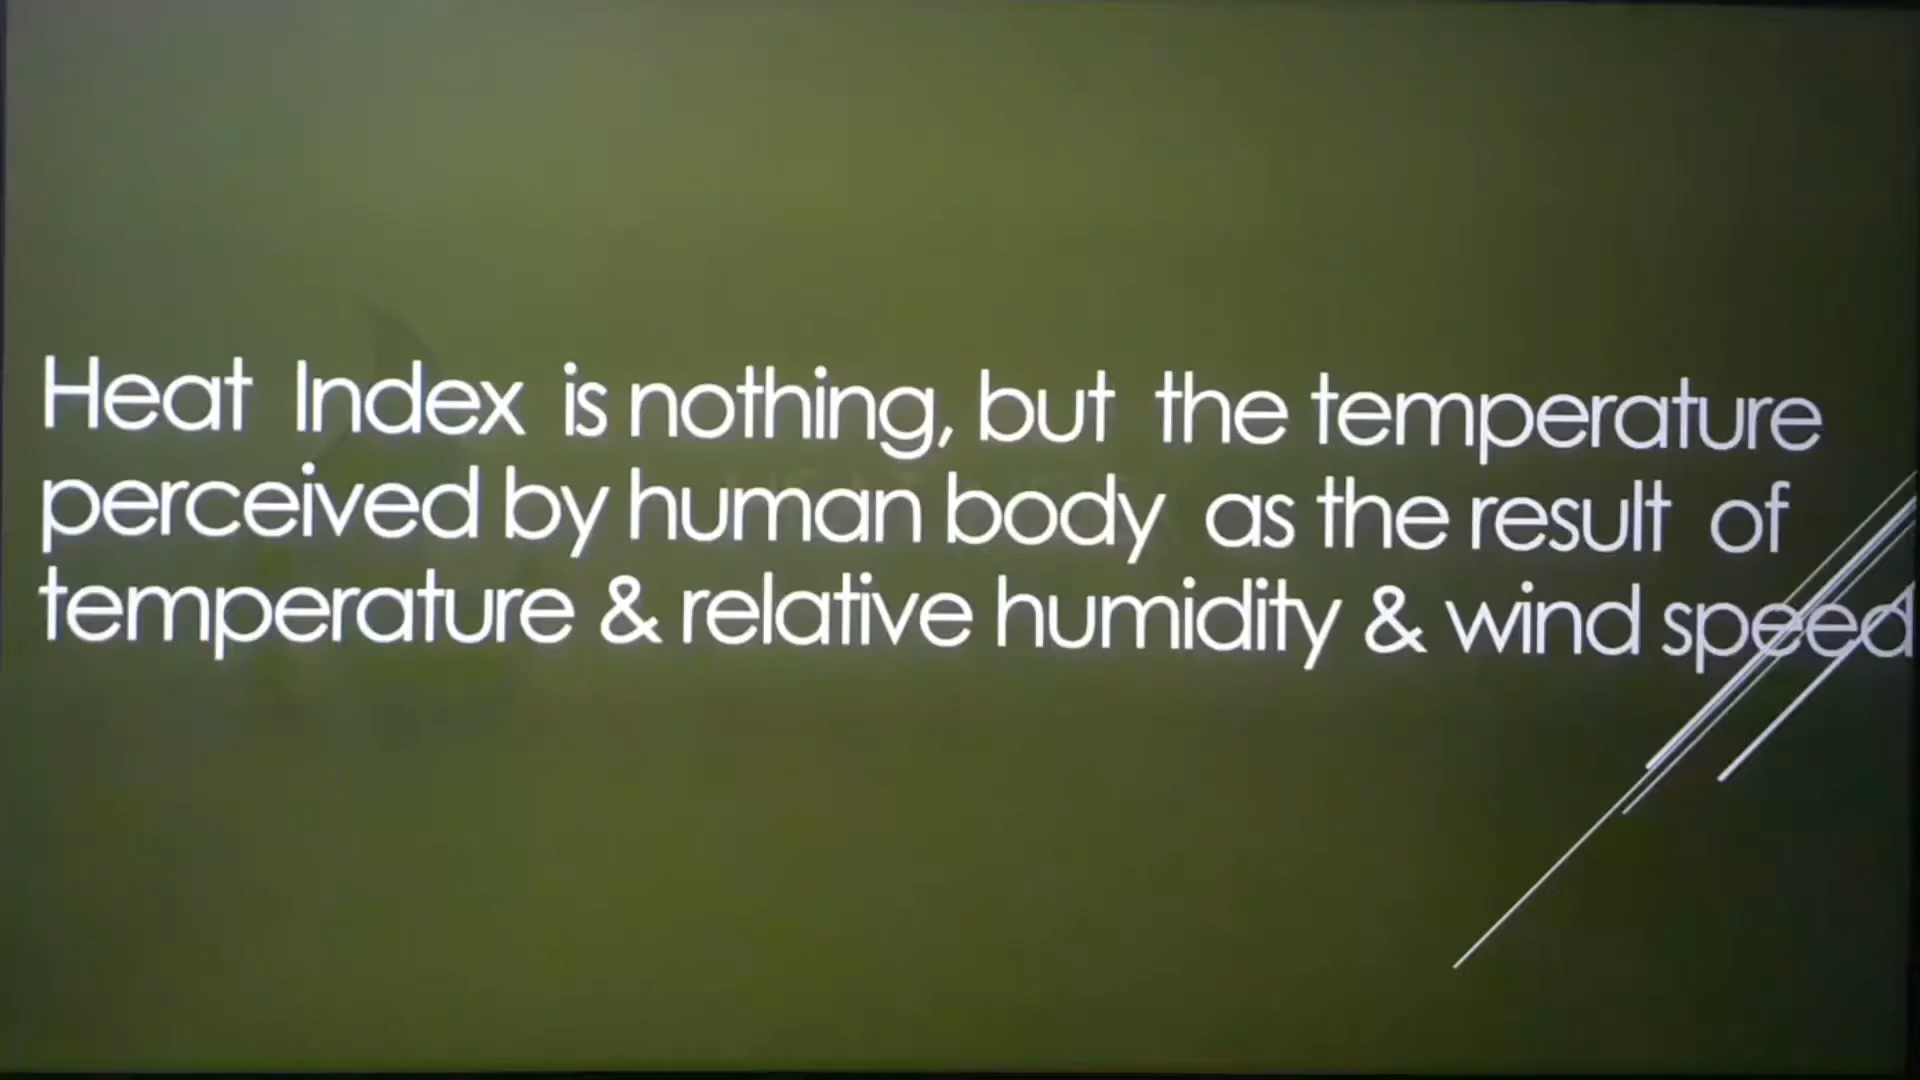 Heat Index is nothing, but the temperature
perceived by human body as the result of
temperature & relative humidity & wind speed